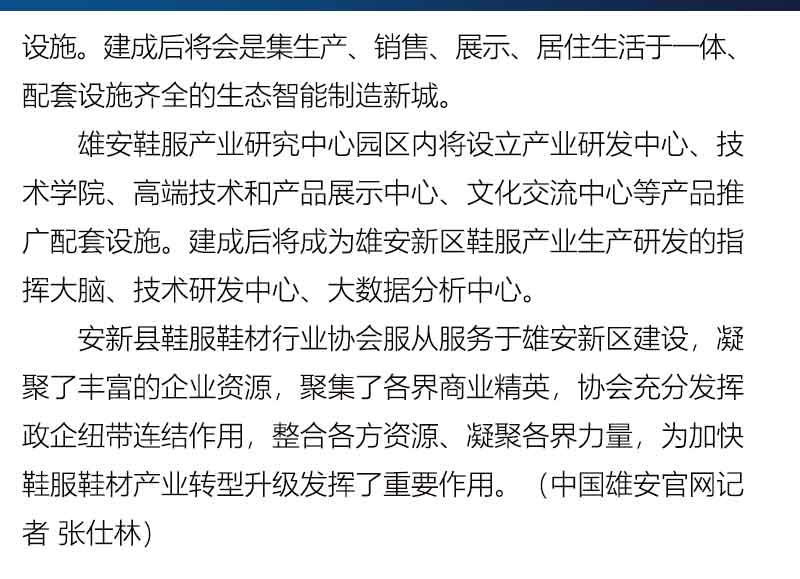 设施。建成后将会是集生产、销售、展示、居住生活于一体、
配套设施齐全的生态智能制造新城。
雄安鞋服产业研究中心园区内将设立产业研发中心、技
术学院、高端技术和产品展示中心、文化交流中心等产品推
广配套设施。建成后将成为雄安新区鞋服产业生产研发的指
挥大脑、技术研发中心、大数据分析中心。
安新县鞋服鞋材行业协会服从服务于雄安新区建设，凝
聚了丰富的企业资源，聚集了各界商业精英，协会充分发挥
政企纽带连结作用，整合各方资源、凝聚各界力量，为加快
鞋服鞋材产业转型升级发挥了重要作用。（中国雄安官网记
者 张仕林）